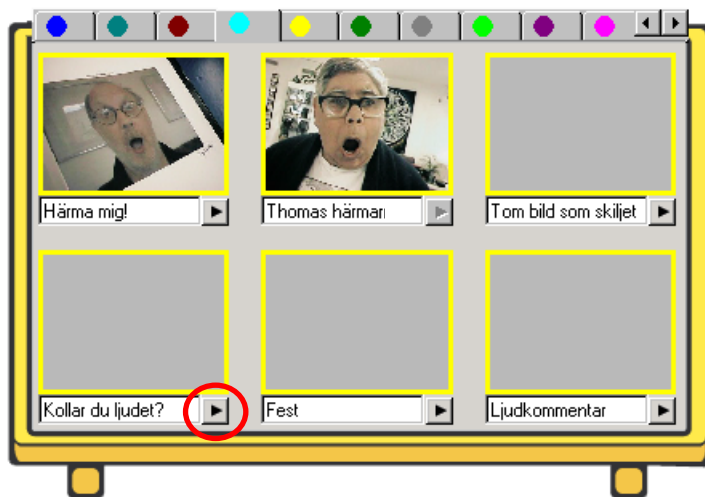 Härma mig!
Thomas härmar
Tom bild som skiljet
Kollar du ljudet?
Fest
Ljudkommentar